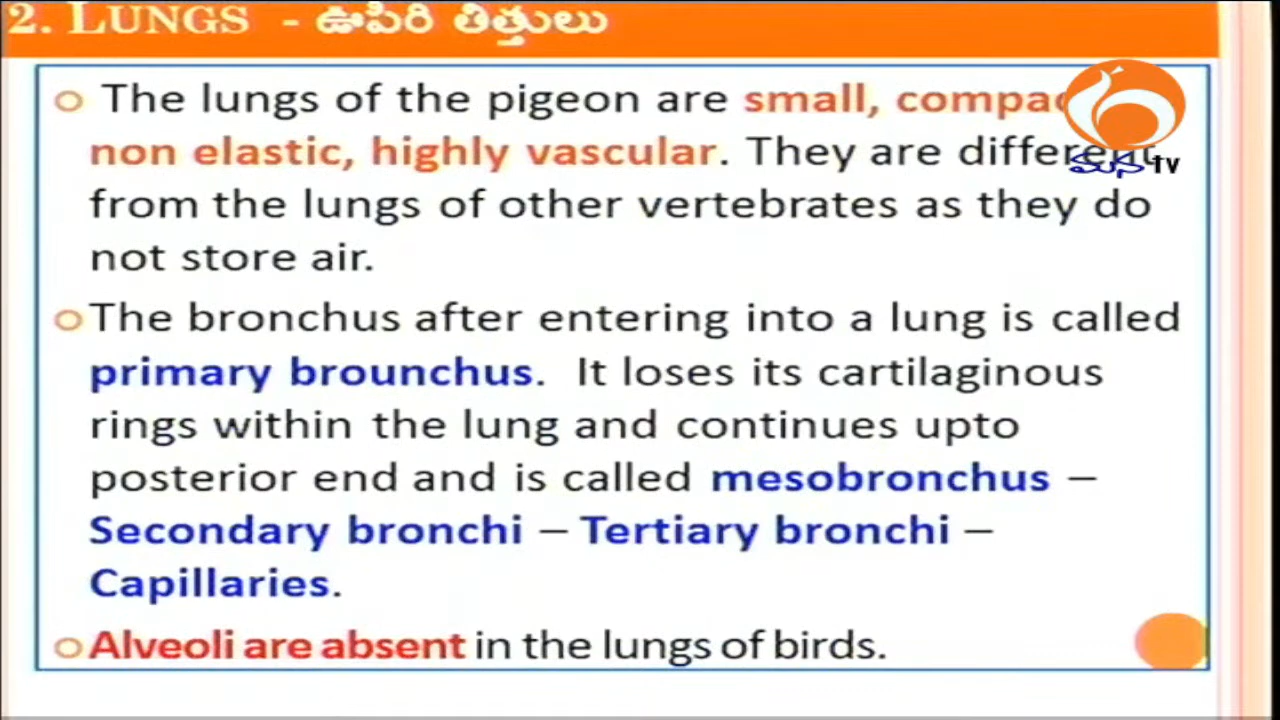 2. LUNGS - ఊపిరి తిత్తులు
The lungs of the pigeon are small,
non elastic, highly vascular. They are different
from the lungs of other vertebrates as they do
not store air.
The bronchus after entering into a lung is called
primary brounchus. It loses its cartilaginous
rings within the lung and continues upto
posterior end and is called mesobronchus –
Secondary bronchi – Tertiary bronchi –
Capillaries.
Alveoli are absent in the lungs of birds.
మన tv